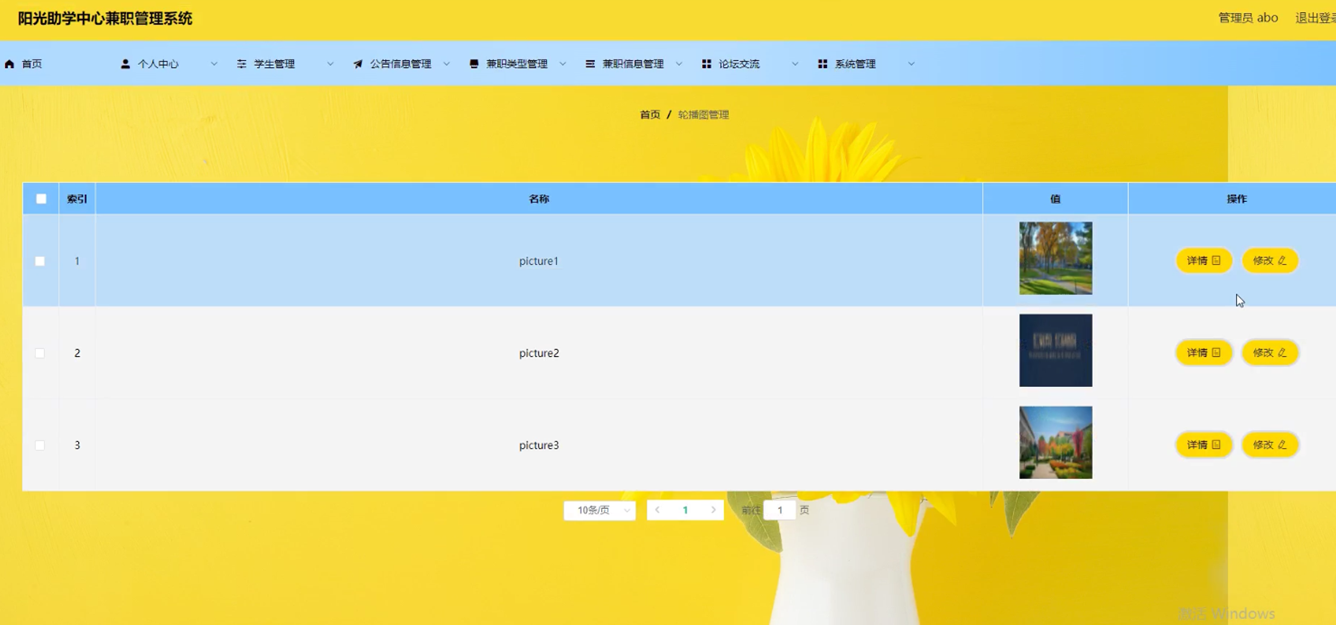 阳光助学中心兼职管理系统
管理员 abo 退出登录
首页 个人中心 学生管理 公告信息管理 兼职类型管理 兼职信息管理 论坛交流 系统管理
首页 / 轮播图管理
索引 名称 值 操作
1 picture1 详情 修改
2 picture2 详情 修改
3 picture3 详情 修改
10条/页 1 前往 1 页
激活 Windows